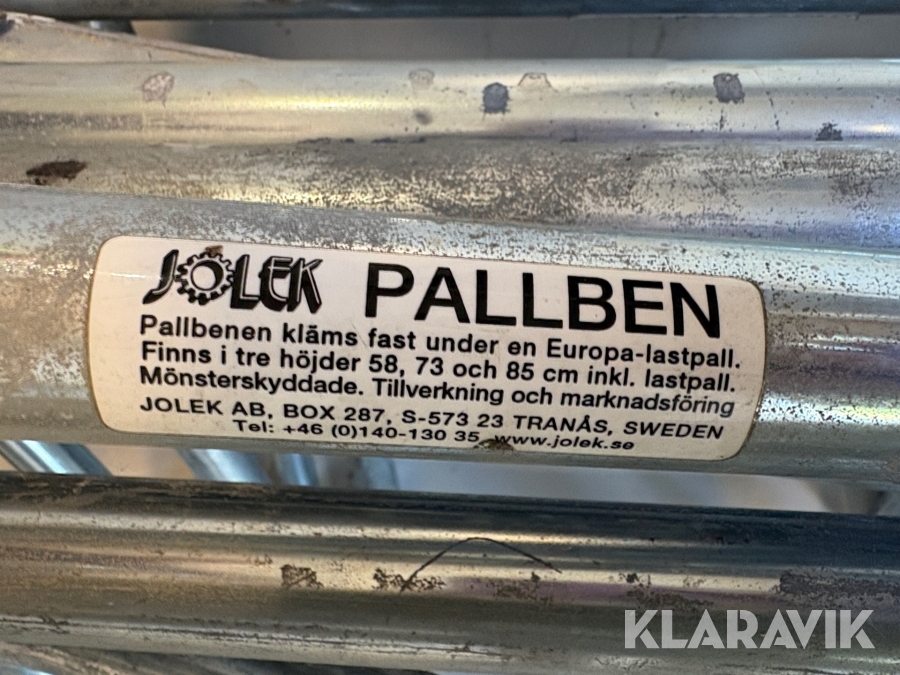 JOLEK PALLBEN
Pallbenen kläms fast under en Europa-lastpall.
Finns i tre höjder 58, 73 och 85 cm inkl. lastpall.
Mönsterskyddade. Tillverkning och marknadsföring
JOLEK AB, BOX 287, S-573 23 TRANÅS, SWEDEN
Tel: +46 (0)140-130 35, www.jolek.se
KLARAVIK